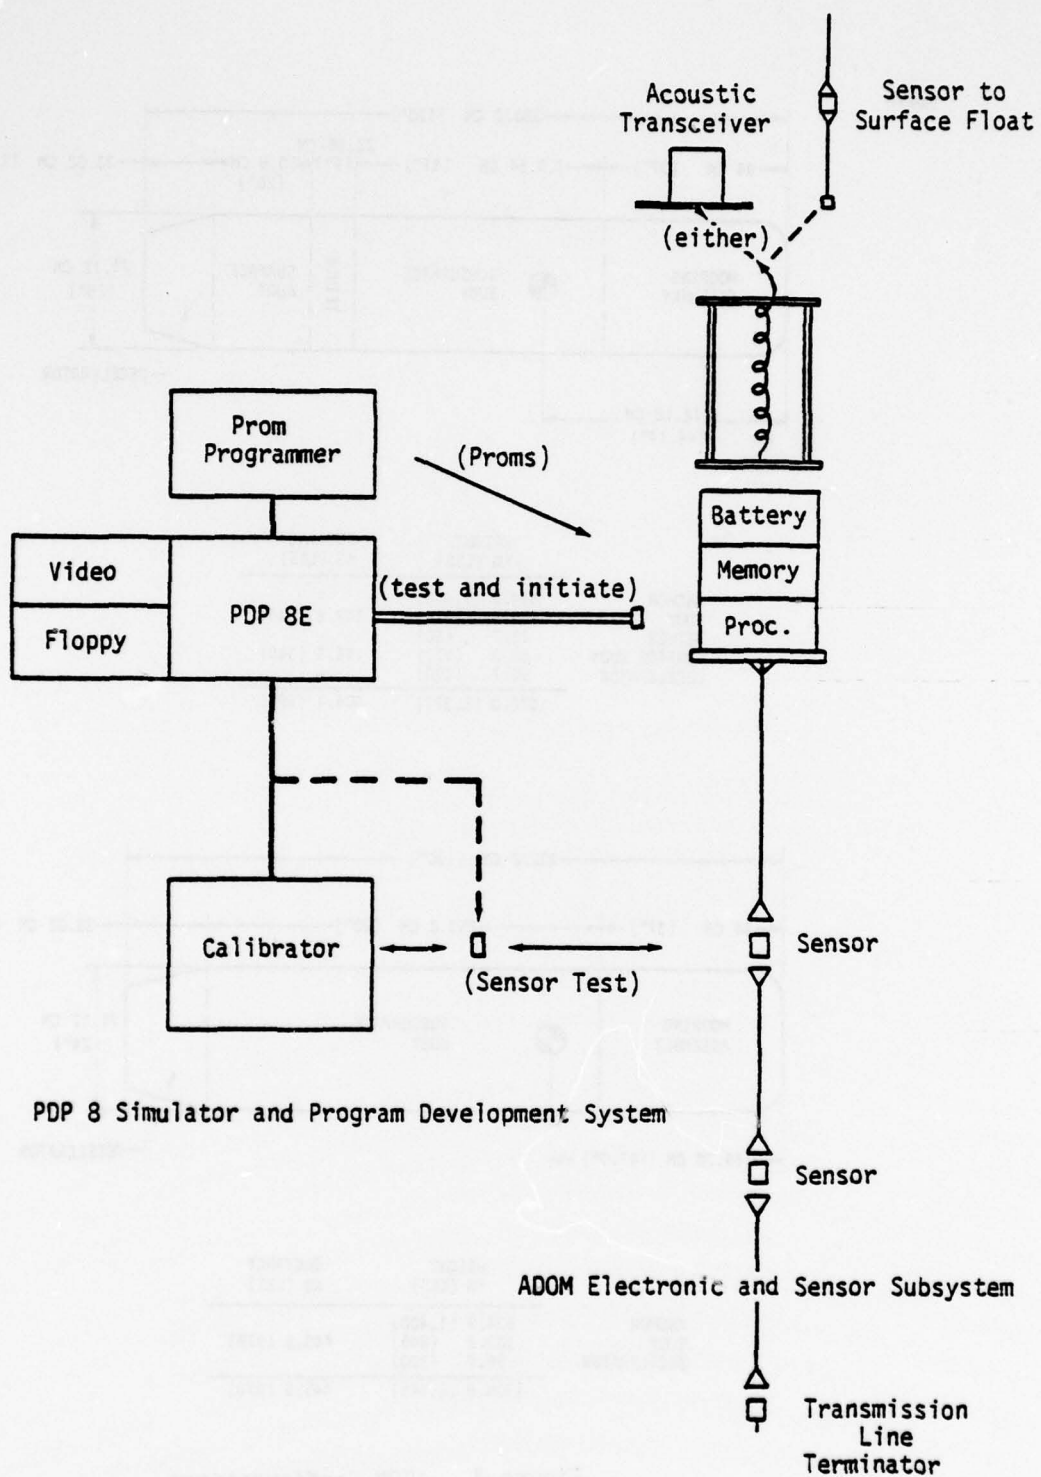 Acoustic
Transceiver
Sensor to
Surface Float
(either)
Prom
Programmer
(Proms)
Battery
Memory
Proc.
Video
Floppy
PDP 8E
(test and initiate)
Calibrator
(Sensor Test)
Sensor
PDP 8 Simulator and Program Development System
Sensor
ADOM Electronic and Sensor Subsystem
Transmission
Line
Terminator